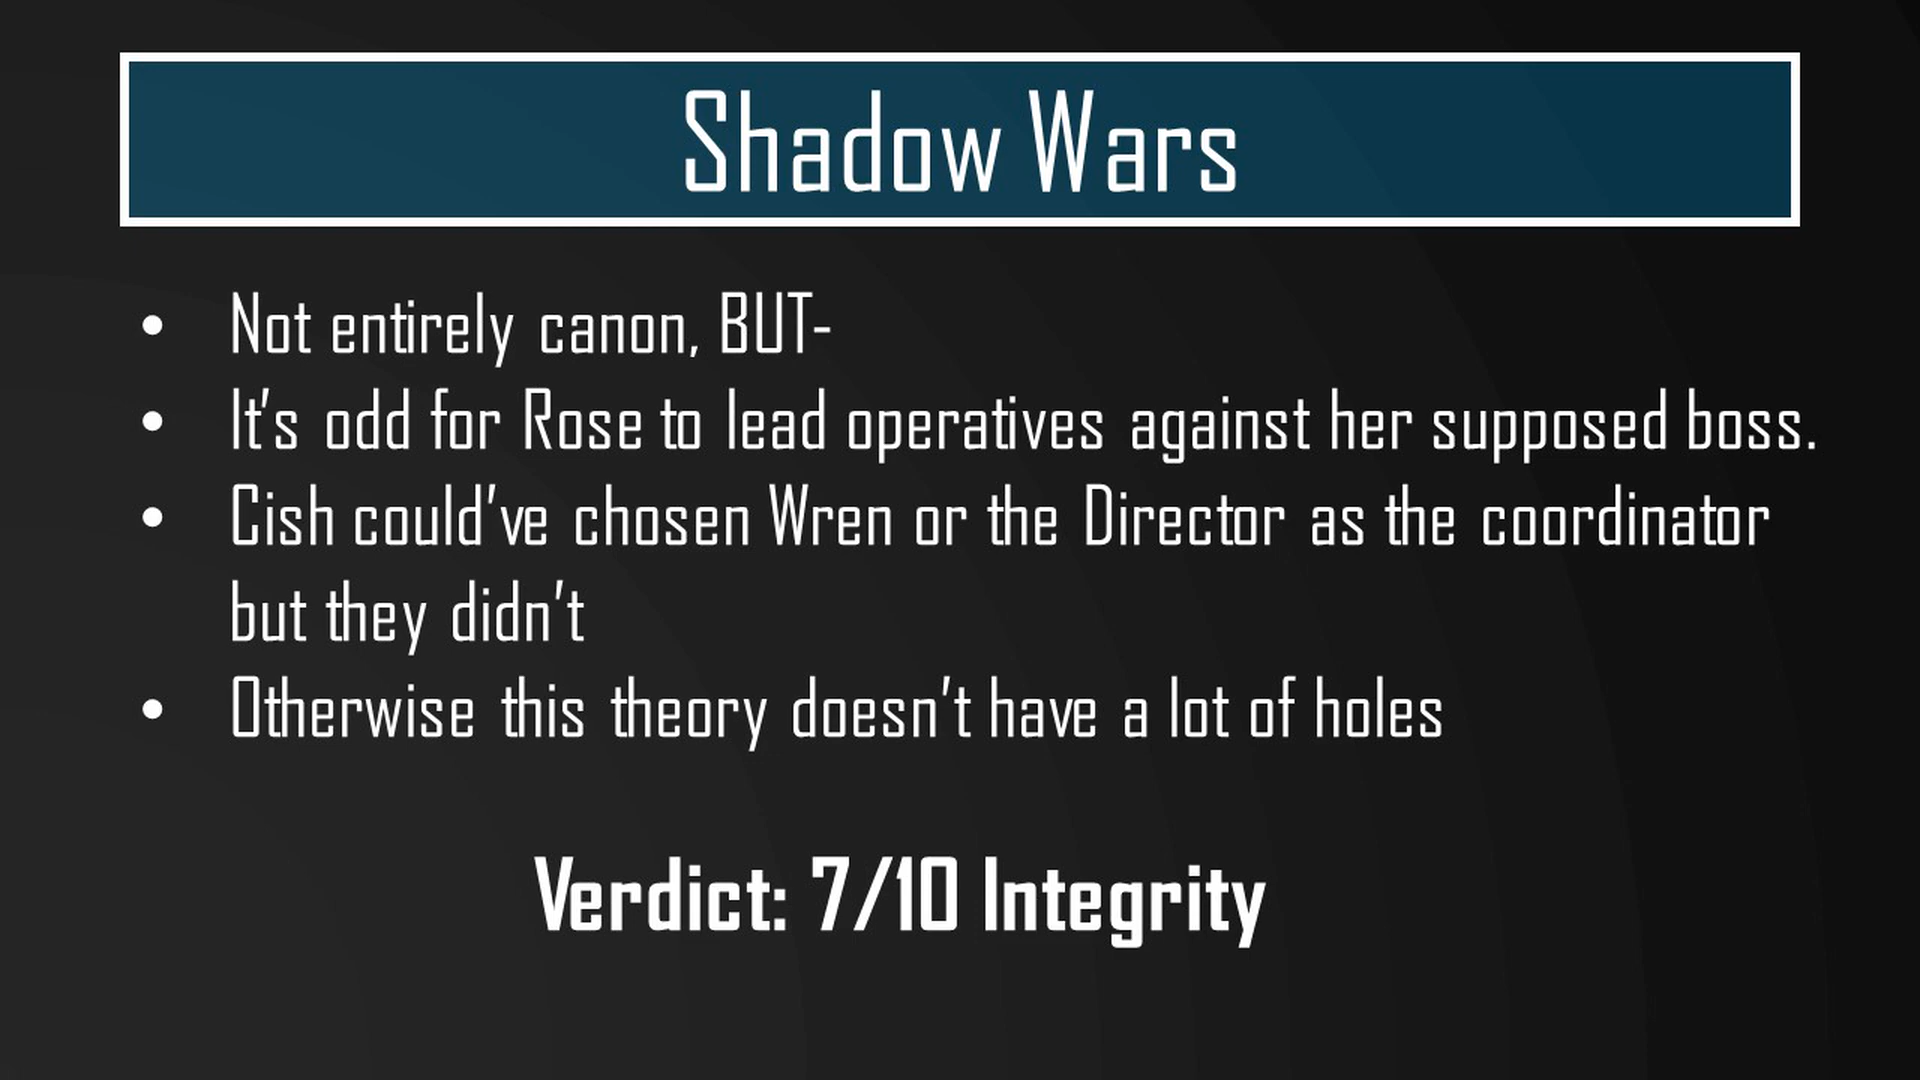 Shadow Wars
• Not entirely canon, BUT-
• It's odd for Rose to lead operatives against her supposed boss.
• Cish could've chosen Wren or the Director as the coordinator
but they didn't
• Otherwise this theory doesn't have a lot of holes
Verdict: 7/10 Integrity